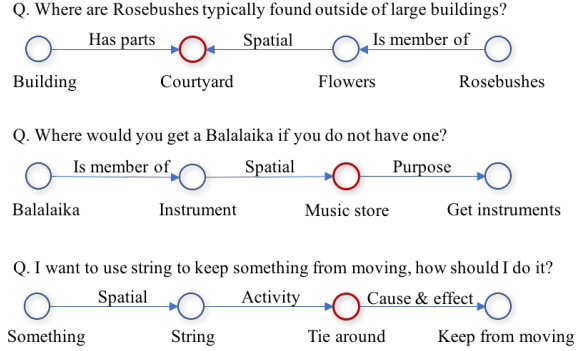 Q. Where are Rosebushes typically found outside of large buildings?
Has parts Spatial Is member of
Building Courtyard Flowers Rosebushes
Q. Where would you get a Balalaika if you do not have one?
Is member of Spatial Purpose
Balalaika Instrument Music store Get instruments
Q. I want to use string to keep something from moving, how should I do it?
Spatial Activity Cause & effect
Something String Tie around Keep from moving